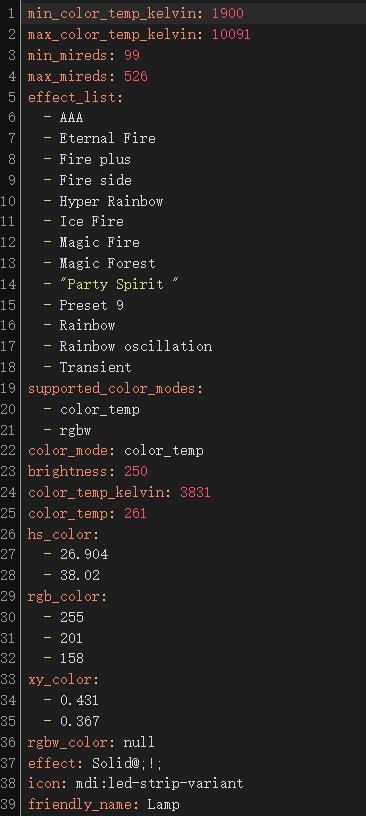 1 min_color_temp_kelvin: 1900
2 max_color_temp_kelvin: 10091
3 min_mireds: 99
4 max_mireds: 526
5 effect_list:
6 - AAA
7 - Eternal Fire
8 - Fire plus
9 - Fire side
10 - Hyper Rainbow
11 - Ice Fire
12 - Magic Fire
13 - Magic Forest
14 - "Party Spirit "
15 - Preset 9
16 - Rainbow
17 - Rainbow oscillation
18 - Transient
19 supported_color_modes:
20 - color_temp
21 - rgbw
22 color_mode: color_temp
23 brightness: 250
24 color_temp_kelvin: 3831
25 color_temp: 261
26 hs_color:
27 - 26.904
28 - 38.02
29 rgb_color:
30 - 255
31 - 201
32 - 158
33 xy_color:
34 - 0.431
35 - 0.367
36 rgbw_color: null
37 effect: Solid@;!;
38 icon: mdi:led-strip-variant
39 friendly_name: Lamp